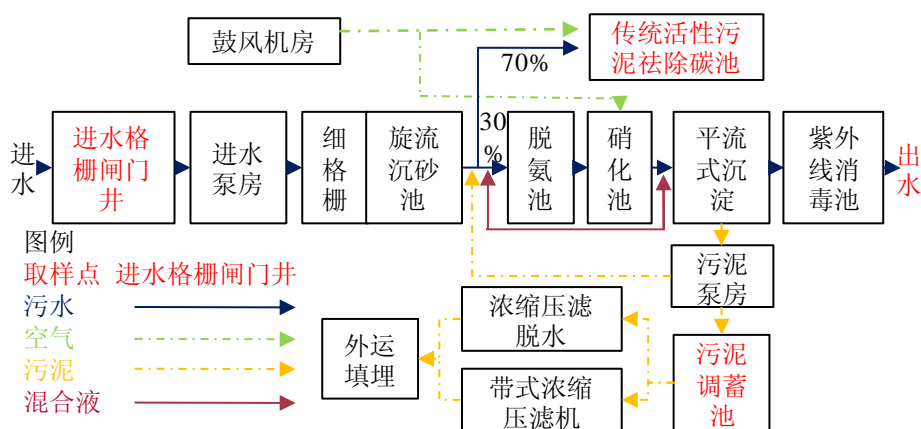 鼓风机房
传统活性污
泥祛除碳池
70%
进
水
进水格
栅闸门
井
进水
泵房
细
格
栅
旋流
沉砂
池
30
%
脱
氨
池
硝
化
池
平流
式沉
淀
紫外
线消
毒池
出
水
图例
取样点 进水格栅闸门井
污水
空气
污泥
混合液
污泥
泵房
浓缩压滤
脱水
外运
填埋
带式浓缩
压滤机
污泥
调蓄
池